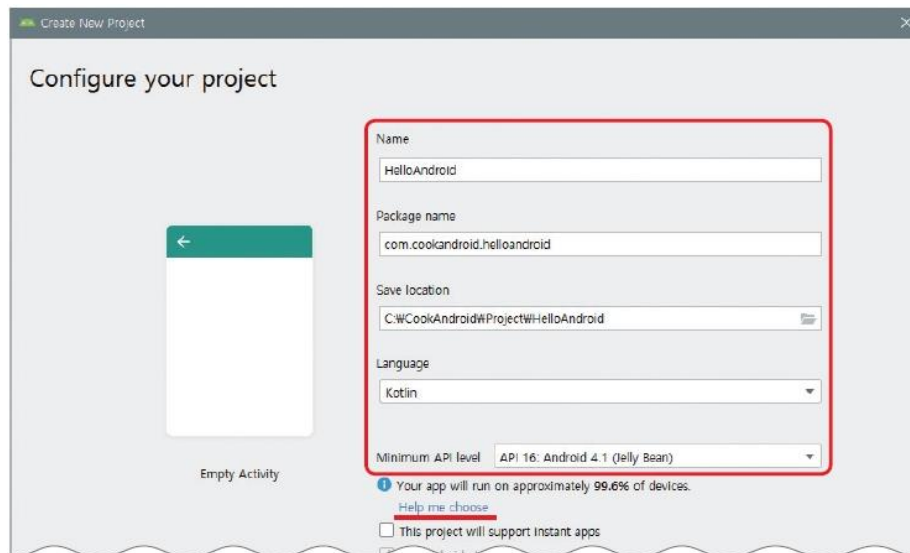 Create New Project
Configure your project
Name
HelloAndroid
Package name
com.cookandroid.helloandroid
Save location
C:₩CookAndroid₩Project₩HelloAndroid
Language
Kotlin
Minimum API level API 16: Android 4.1 (Jelly Bean)
Empty Activity
Your app will run on approximately 99.6% of devices.
Help me choose
This project will support instant apps